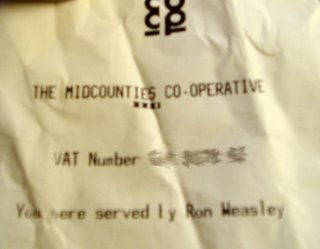 THE MIDCOUNTIES CO-OPERATIVE
VAT Number
You were served by Ron Weasley